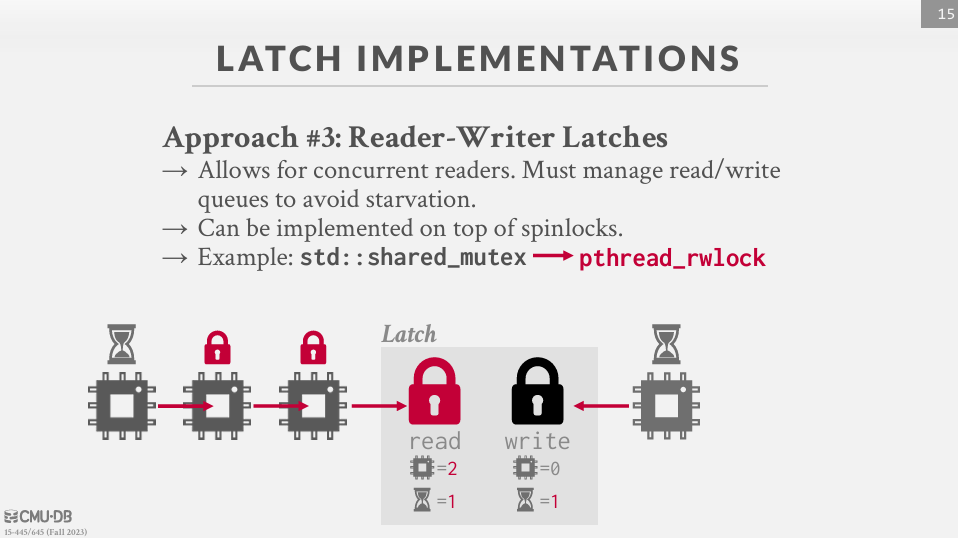 15
LATCH IMPLEMENTATIONS
Approach #3: Reader-Writer Latches
→ Allows for concurrent readers. Must manage read/write
queues to avoid starvation.
→ Can be implemented on top of spinlocks.
→ Example: std::shared_mutex → pthread_rwlock
Latch
read write
=2 =0
=1 =1
CMU·DB
15-445/645 (Fall 2023)